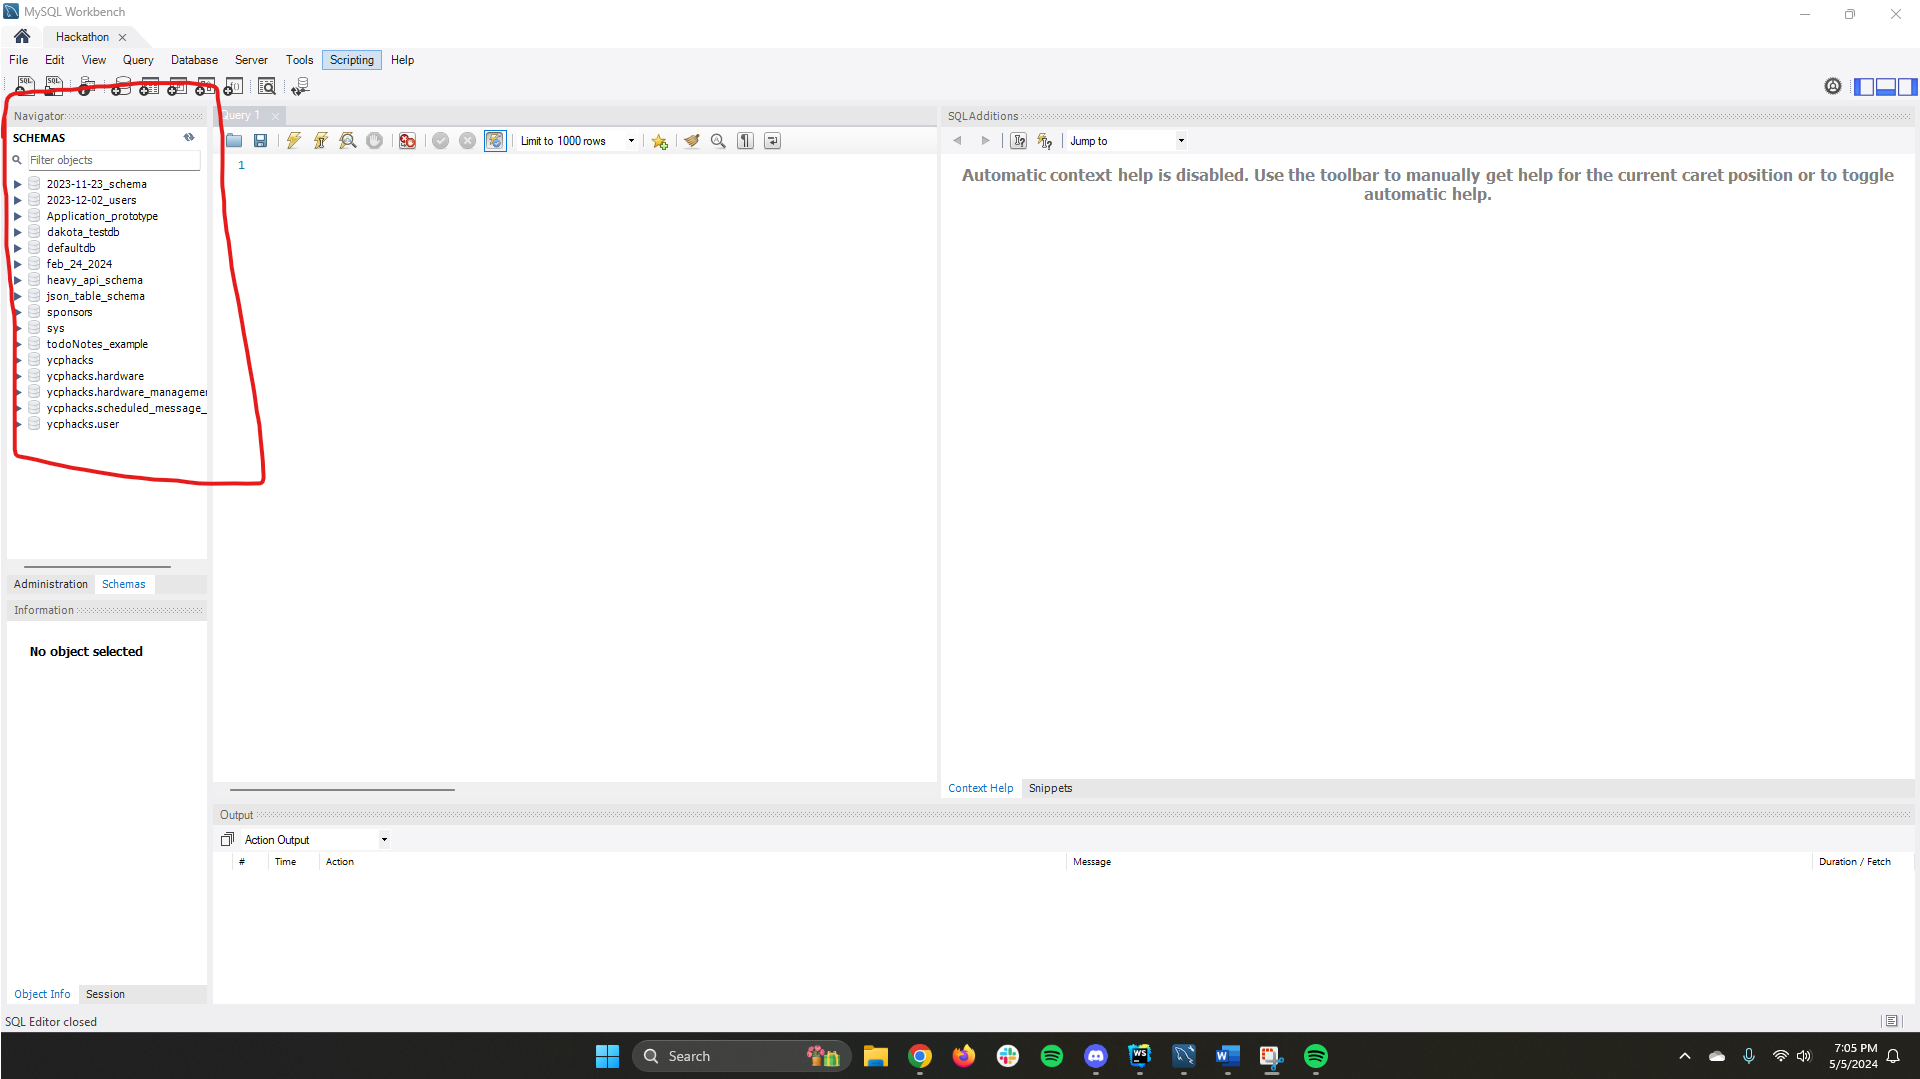 MySQL Workbench
Hackathon
File Edit View Query Database Server Tools Scripting Help
Navigator
SCHEMAS
Filter objects
2023-11-23_schema
2023-12-02_users
Application_prototype
dakota_testdb
defaultdb
feb_24_2024
heavy_api_schema
json_table_schema
sponsors
sys
todoNotes_example
ycphacks
ycphacks.hardware
ycphacks.hardware_managemen
ycphacks.scheduled_message_
ycphacks.user
Administration Schemas
Information
No object selected
Object Info Session
SQL Editor closed
Query 1
Limit to 1000 rows
1
SQLAdditions
Jump to
Automatic context help is disabled. Use the toolbar to manually get help for the current caret position or to toggle
automatic help.
Context Help Snippets
Output
Action Output
# Time Action Message Duration / Fetch
Search
7:05 PM
5/5/2024